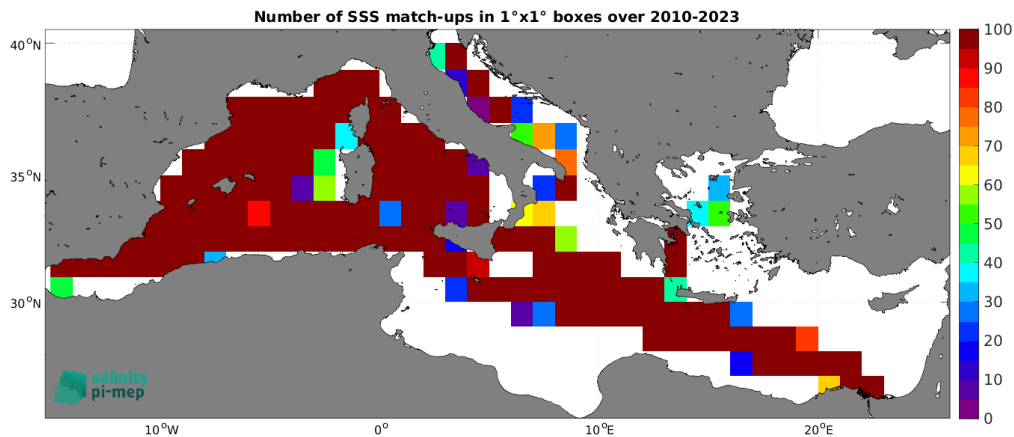 Number of SSS match-ups in 1°x1° boxes over 2010-2023
40°N
35°N
30°N
10°W
0°
10°E
20°E
100
90
80
70
60
50
40
30
20
10
0
salinity
pi-mep